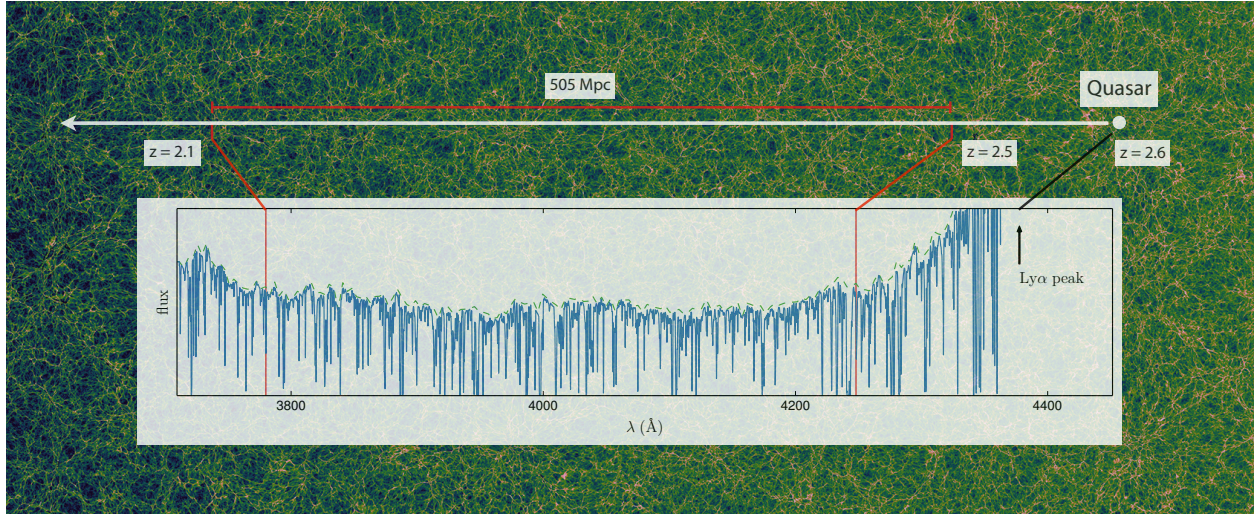 505 Mpc
Quasar
z = 2.1
z = 2.5
z = 2.6
flux
Lyα peak
3800
4000
4200
4400
λ (Å)